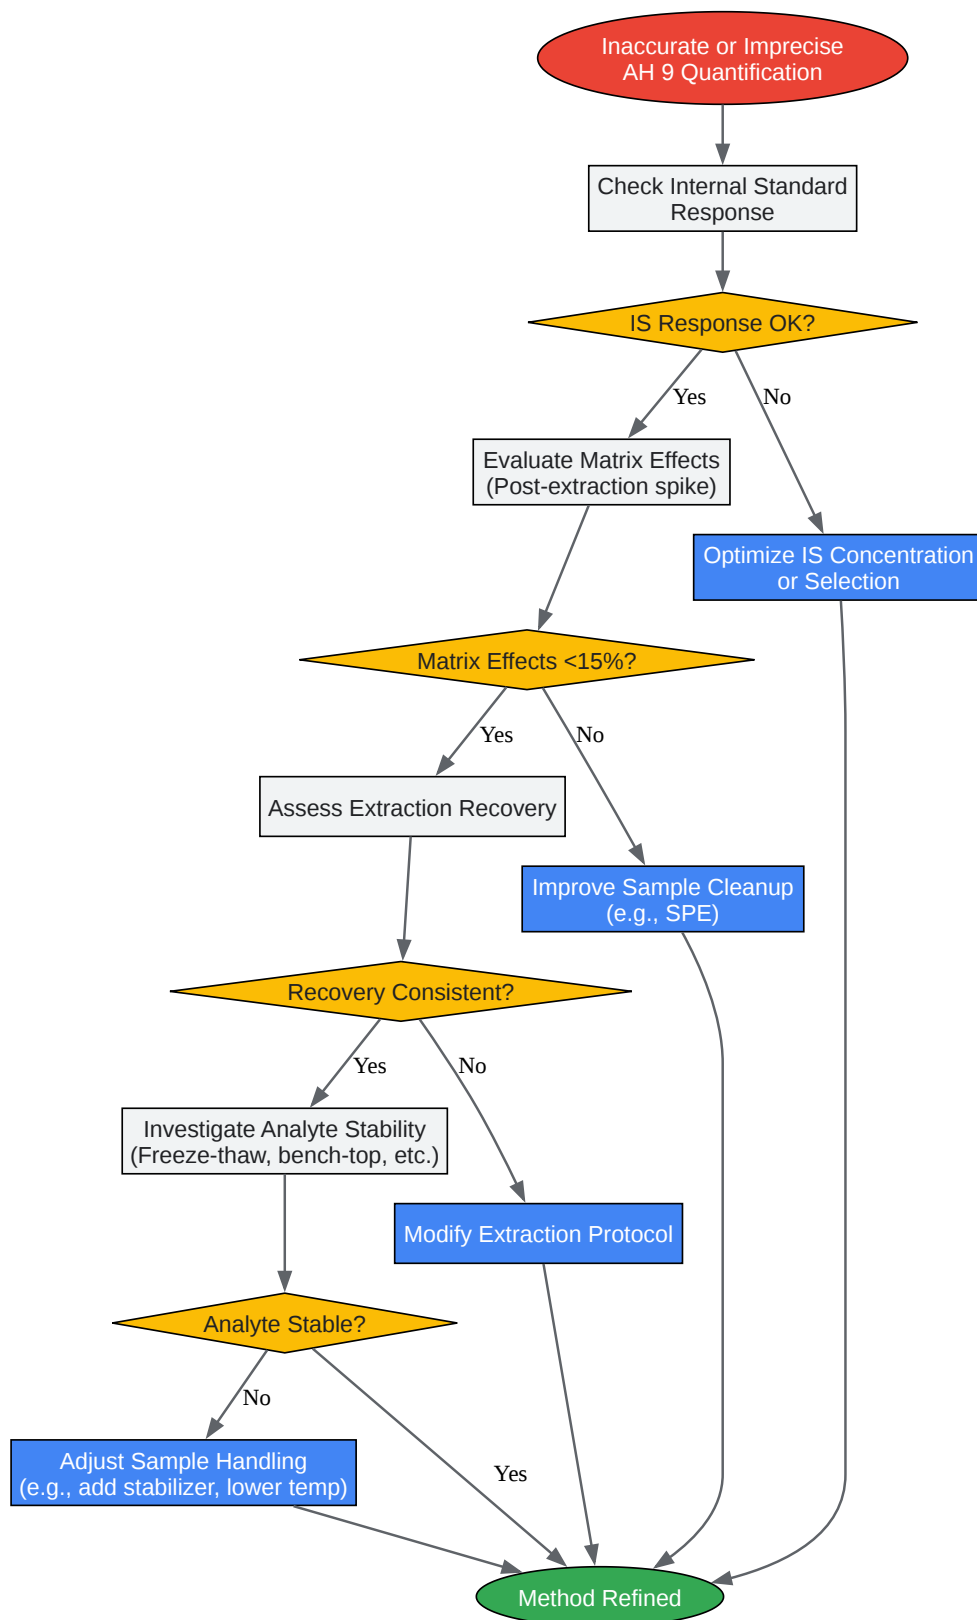 Inaccurate or Imprecise
AH 9 Quantification
Check Internal Standard
Response
IS Response OK?
Yes
No
Evaluate Matrix Effects
(Post-extraction spike)
Optimize IS Concentration
or Selection
Matrix Effects <15%?
Yes
No
Assess Extraction Recovery
Improve Sample Cleanup
(e.g., SPE)
Recovery Consistent?
Yes
No
Investigate Analyte Stability
(Freeze-thaw, bench-top, etc.)
Modify Extraction Protocol
Analyte Stable?
No
Yes
Adjust Sample Handling
(e.g., add stabilizer, lower temp)
Method Refined